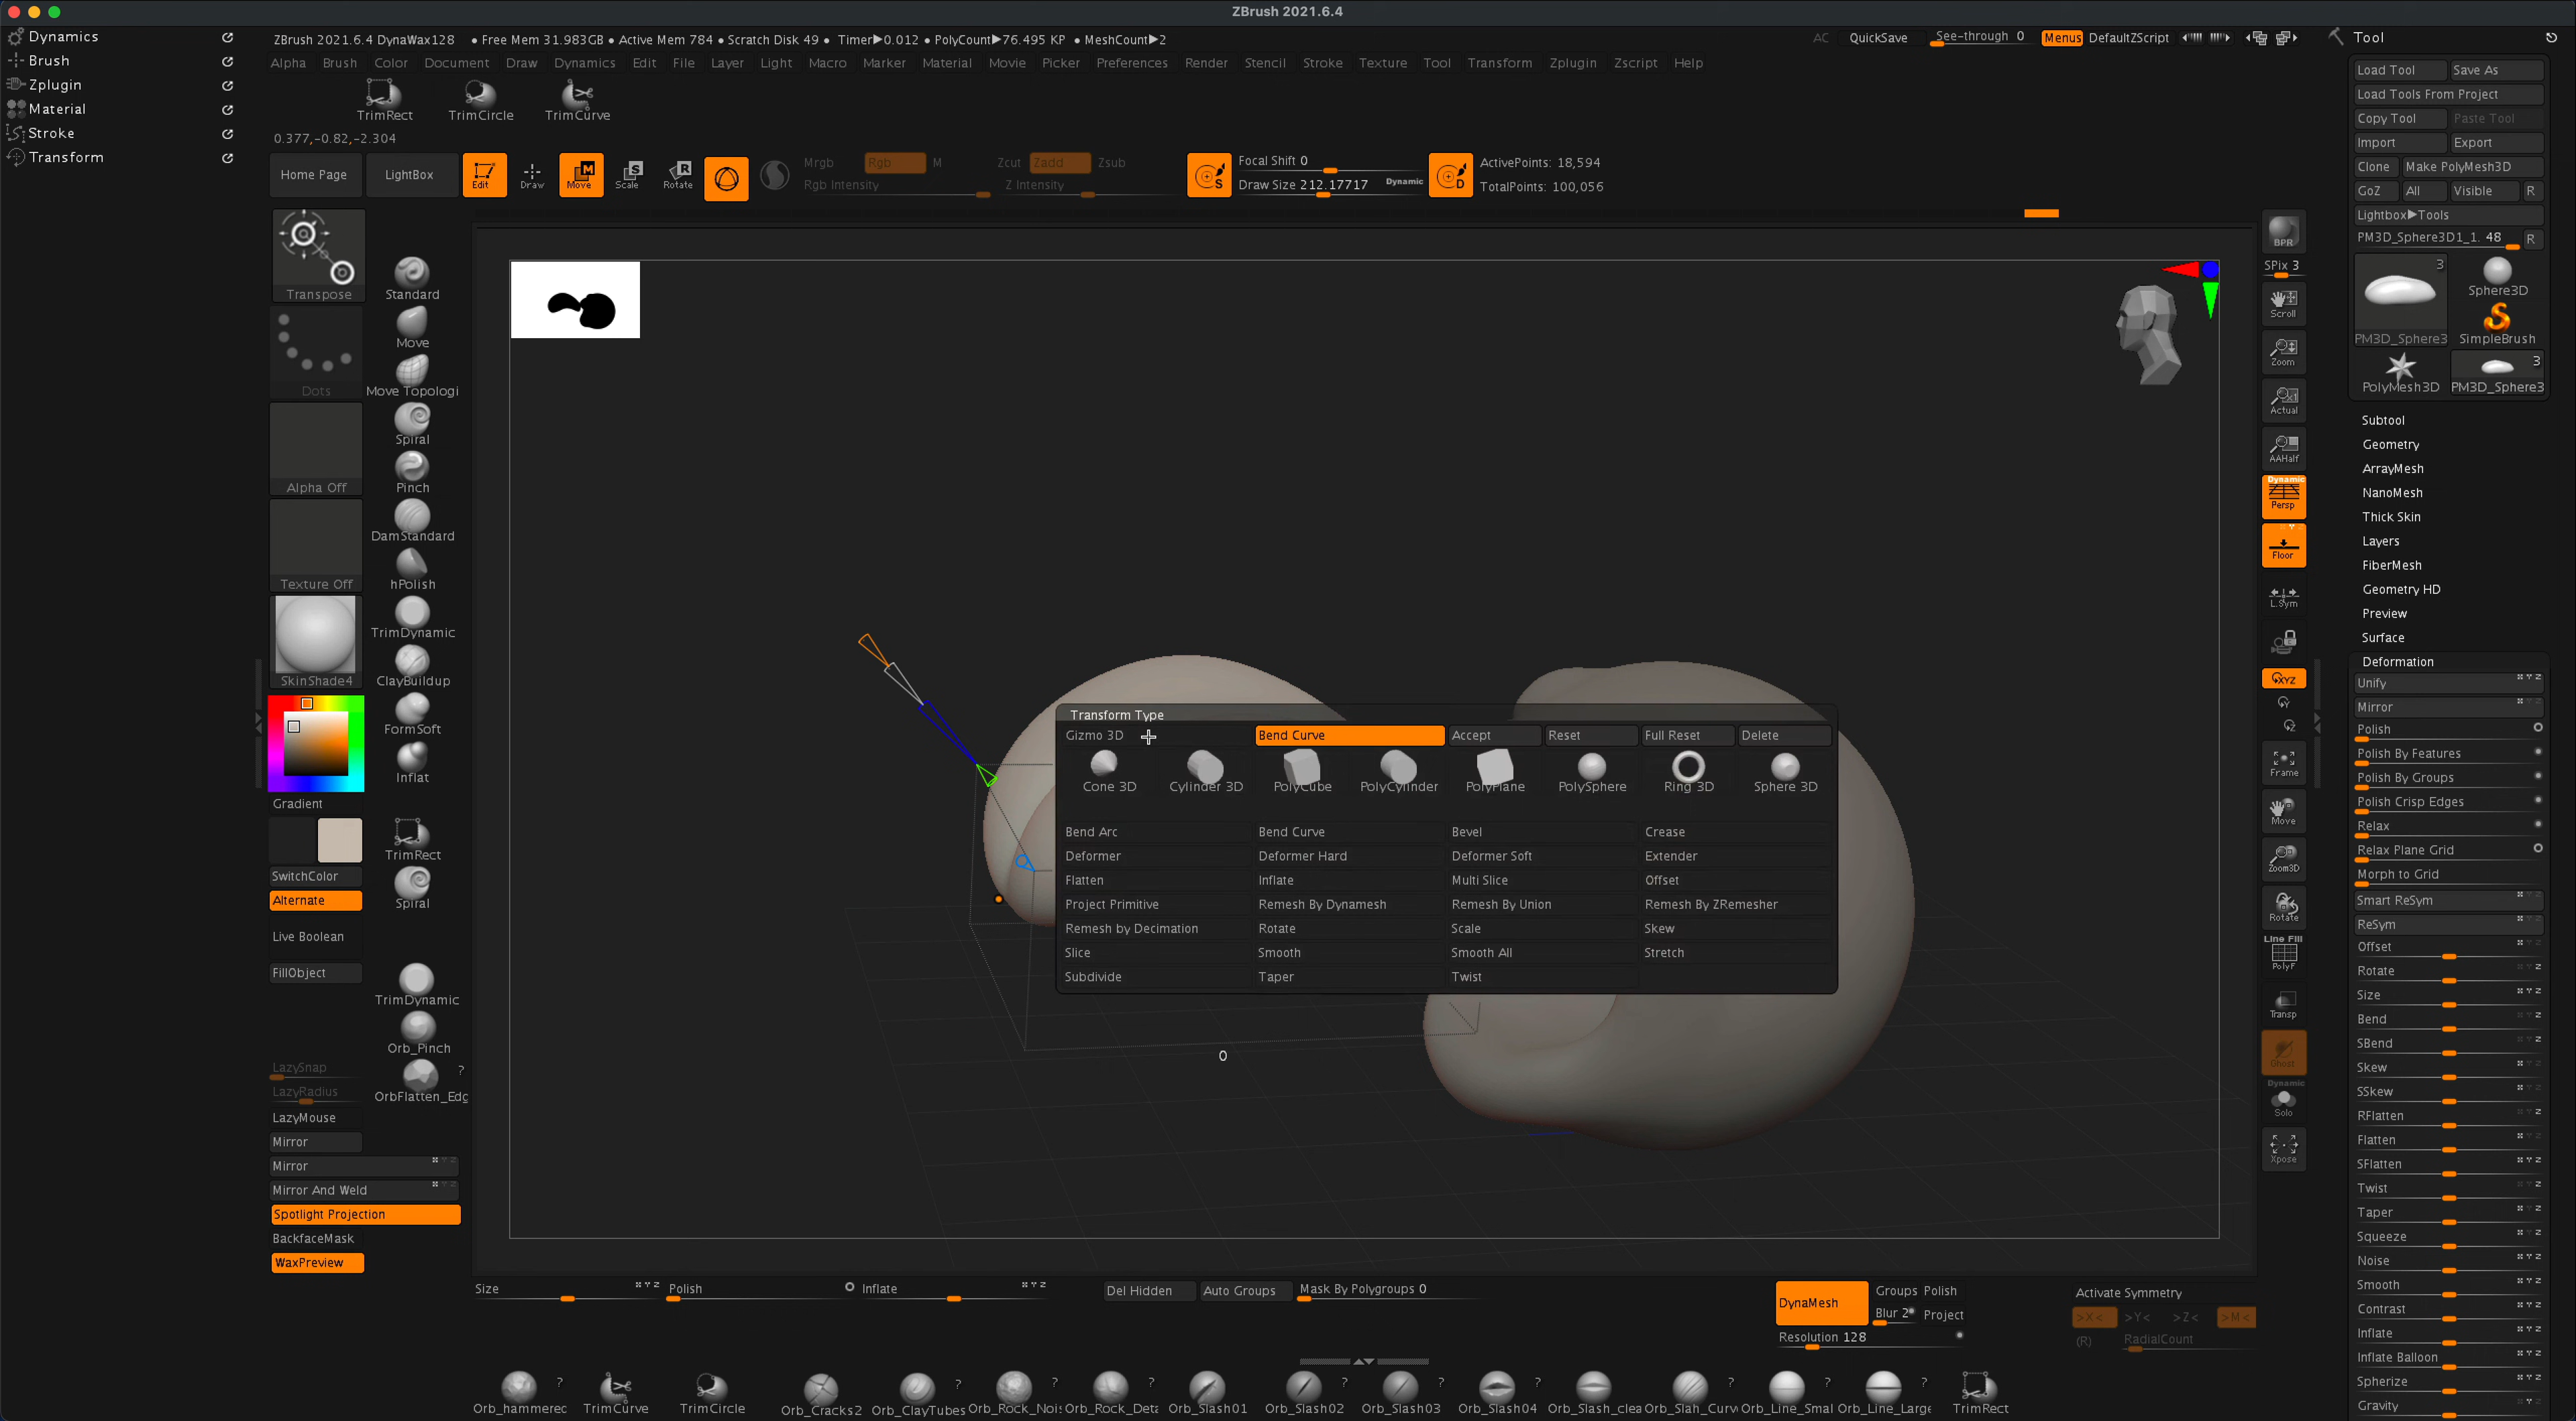 ZBrush 2021.6.4
Dynamics
Brush
Zplugin
Material
Stroke
Transform
ZBrush 2021.6.4 DynaWax128 • Free Mem 31.983GB • Active Mem 784 • Scratch Disk 49 • Timer▶0.012 • PolyCount▶76.495 KP • MeshCount▶2
AC QuickSave See-through 0 Menus DefaultZScript
Alpha Brush Color Document Draw Dynamics Edit File Layer Light Macro Marker Material Movie Picker Preferences Render Stencil Stroke Texture Tool Transform Zplugin Zscript Help
TrimRect TrimCircle TrimCurve
0.377,-0.82,-2.304
Home Page LightBox Edit Draw Move Scale Rotate
Mrgb Rgb M Zcut Zadd Zsub
Rgb Intensity Z Intensity
Focal Shift 0
Draw Size 212.17717 Dynamic
ActivePoints: 18,594
TotalPoints: 100,056
Transpose
Dots
Alpha Off
Texture Off
SkinShade4
Gradient
SwitchColor
Alternate
Live Boolean
FillObject
LazySnap
LazyRadius
LazyMouse
Mirror
Mirror
Mirror And Weld
Spotlight Projection
BackfaceMask
WaxPreview
Standard
Move
Move Topologi
Spiral
Pinch
DamStandard
hPolish
TrimDynamic
ClayBuildup
FormSoft
Inflat
TrimRect
Spiral
TrimDynamic
Orb_Pinch
OrbFlatten_Edg
?
Transform Type
Gizmo 3D Bend Curve Accept Reset Full Reset Delete
Cone 3D Cylinder 3D PolyCube PolyCylinder PolyPlane PolySphere Ring 3D Sphere 3D
Bend Arc Bend Curve Bevel Crease
Deformer Deformer Hard Deformer Soft Extender
Flatten Inflate Multi Slice Offset
Project Primitive Remesh By Dynamesh Remesh By Union Remesh By ZRemesher
Remesh by Decimation Rotate Scale Skew
Slice Smooth Smooth All Stretch
Subdivide Taper Twist
0
BPR
SPix 3
Scroll
Zoom
Actual
AAHalf
Dynamic
Persp
Floor
L.Sym
XYZ
Frame
Move
Zoom3D
Rotate
Line Fill
PolyF
Transp
Ghost
Dynamic
Solo
Xpose
Tool
Load Tool Save As
Load Tools From Project
Copy Tool Paste Tool
Import Export
Clone Make PolyMesh3D
GoZ All Visible R
Lightbox▶Tools
PM3D_Sphere3D1_1. 48 R
3
Sphere3D
PM3D_Sphere3 SimpleBrush
3
PolyMesh3D PM3D_Sphere3
Subtool
Geometry
ArrayMesh
NanoMesh
Thick Skin
Layers
FiberMesh
Geometry HD
Preview
Surface
Deformation
Unify
Mirror
Polish
Polish By Features
Polish By Groups
Polish Crisp Edges
Relax
Relax Plane Grid
Morph to Grid
Smart ReSym
ReSym
Offset
Rotate
Size
Bend
SBend
Skew
SSkew
RFlatten
Flatten
SFlatten
Twist
Taper
Squeeze
Noise
Smooth
Contrast
Inflate
Inflate Balloon
Spherize
Gravity
Size Polish Inflate Del Hidden Auto Groups Mask By Polygroups 0
DynaMesh Groups Polish
Blur 2 Project
Resolution 128
Activate Symmetry
>X< >Y< >Z< >M<
(R) RadialCount
Orb_hammerec TrimCurve TrimCircle Orb_Cracks2 Orb_ClayTubes Orb_Rock_Nois Orb_Rock_Deta Orb_Slash01 Orb_Slash02 Orb_Slash03 Orb_Slash04 Orb_Slash_clea Orb_Slah_Curv Orb_Line_Smal Orb_Line_Large TrimRect